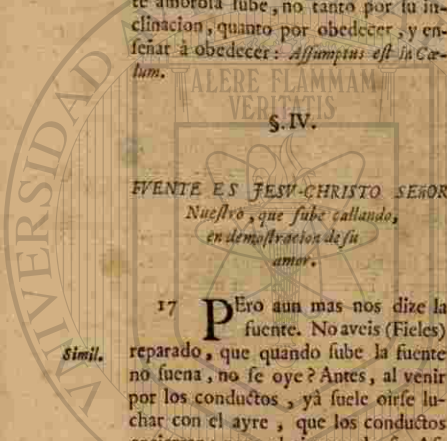 te amorosa sube, no tanto por su in-
clinacion, quanto por obedecer, y en-
señar à obedecer: Assumptus est in Cœ-
lum.
ALERE FLAMMAM
VERITATIS
§. IV.
FVENTE ES JESV-CHRISTO SEñOR
Nuestro, que sube callando,
en demostracion de su
amor.
17 PEro aun mas nos dize la
fuente. No aveis (Fieles)
Simil. reparado, que quando sube la fuente
no suena, no se oye? Antes, al venir
por los conductos, yà suele oirse lu-
char con el ayre, que los conductos